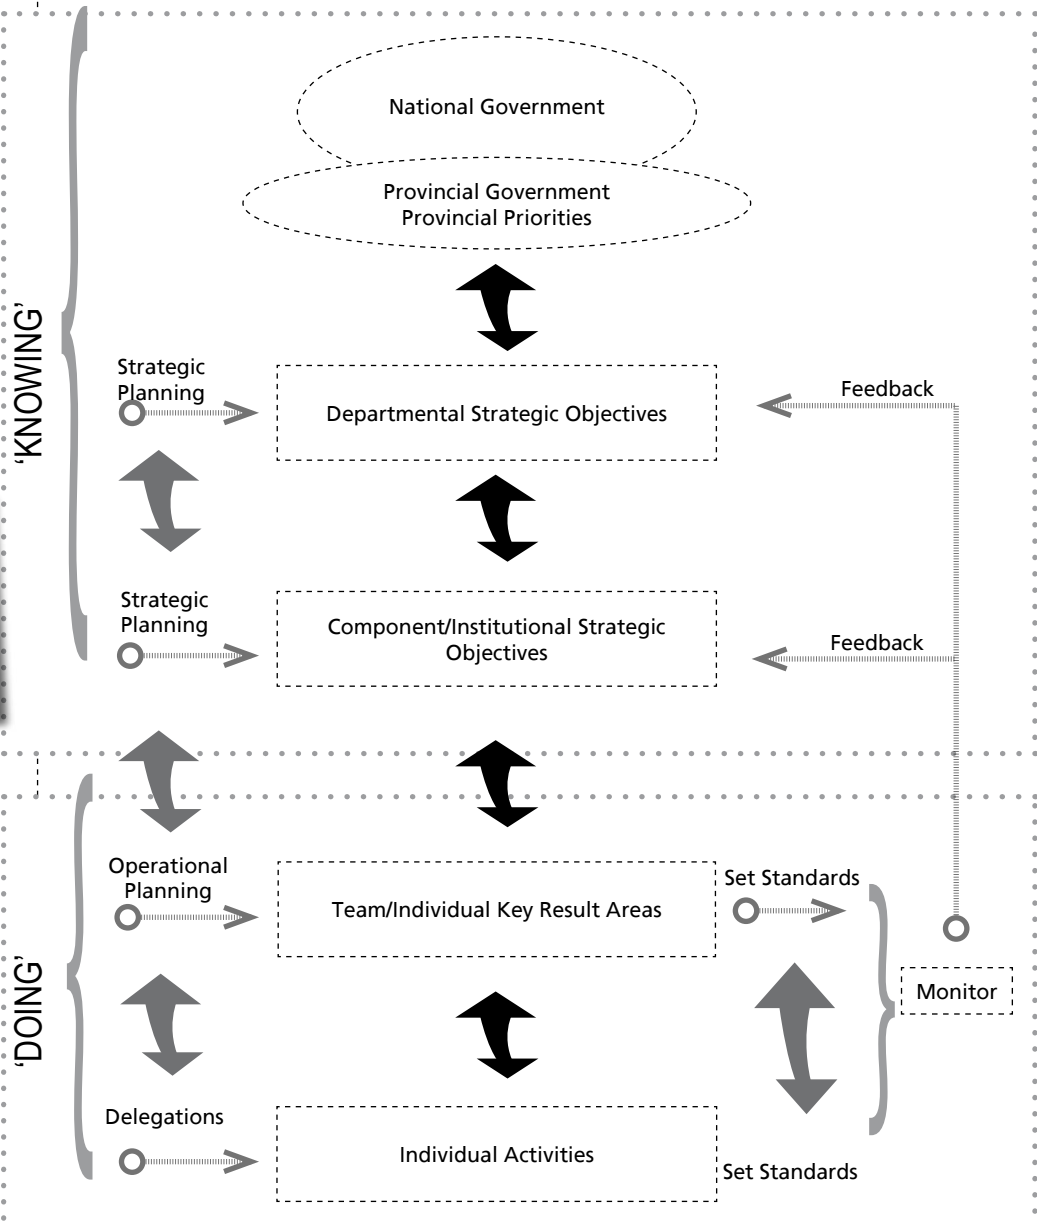 National Government
Provincial Government
Provincial Priorities
'KNOWING'
Strategic
Planning
Departmental Strategic Objectives
Feedback
Strategic
Planning
Component/Institutional Strategic
Objectives
Feedback
'DOING'
Operational
Planning
Team/Individual Key Result Areas
Set Standards
Monitor
Delegations
Individual Activities
Set Standards